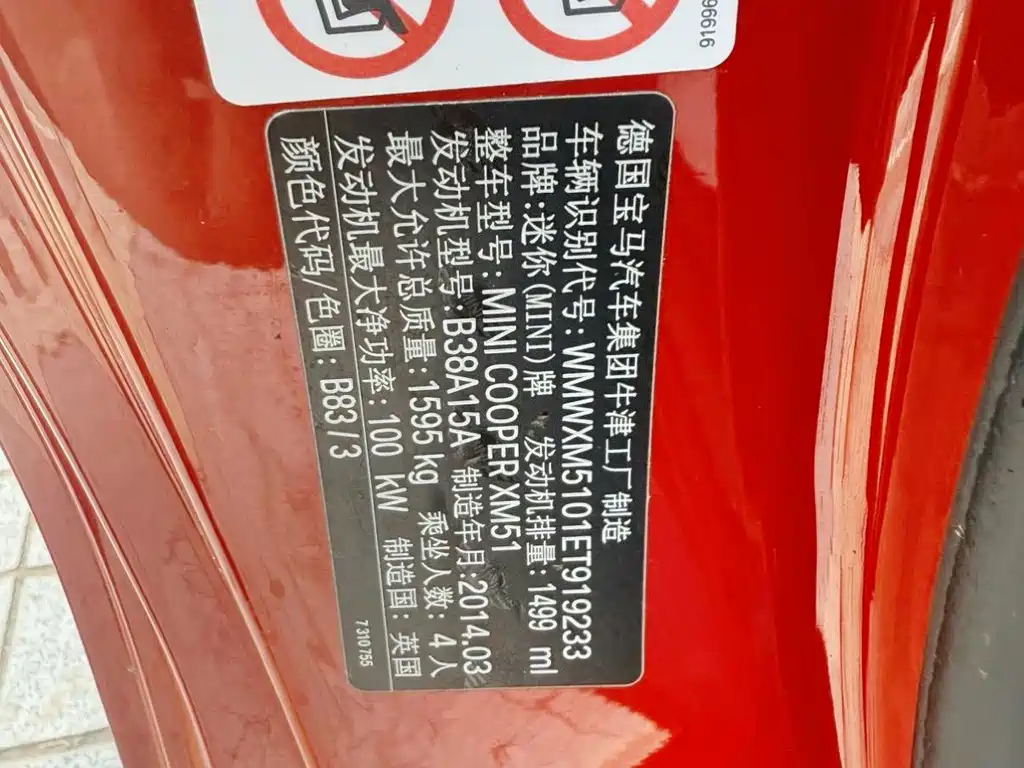 99616
德国宝马汽车集团牛津工厂制造
车辆识别代号: WMWXM5101ET919233
品牌:迷你(MINI)牌 发动机排量:1499 ml
整车型号: MINI COOPER XM51
发动机型号:B38A15A 制造年月:2014.03
最大允许总质量:1595 kg 乘坐人数: 4 人
发动机最大净功率: 100 kW 制造国: 英国
颜色代码/色圈: B83/3
7310755